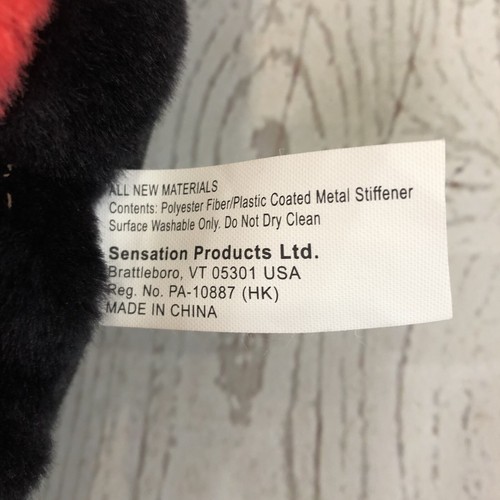 ALL NEW MATERIALS
Contents: Polyester Fiber/Plastic Coated Metal Stiffener
Surface Washable Only. Do Not Dry Clean
Sensation Products Ltd.
Brattleboro, VT 05301 USA
Reg. No. PA-10887 (HK)
MADE IN CHINA